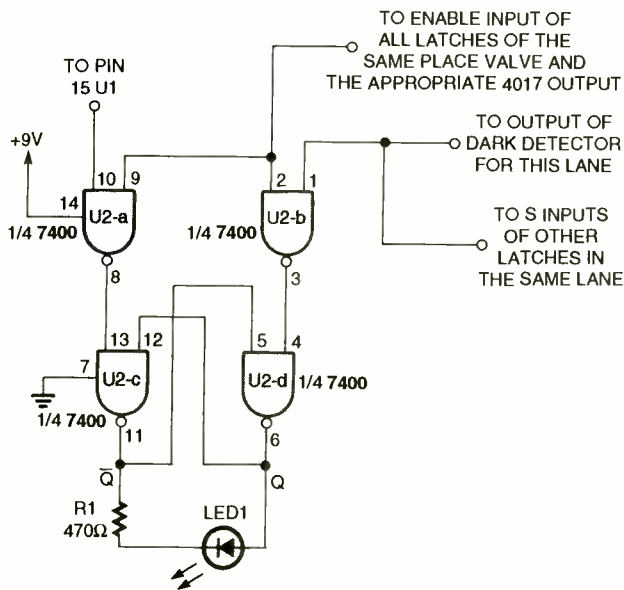 TO ENABLE INPUT OF
ALL LATCHES OF THE
SAME PLACE VALVE AND
THE APPROPRIATE 4017 OUTPUT
TO PIN
15 U1
TO OUTPUT OF
DARK DETECTOR
FOR THIS LANE
+9V
10 9
2 1
14
U2-a
U2-b
1/4 7400
1/4 7400
TO S INPUTS
OF OTHER
LATCHES IN
THE SAME LANE
8
3
13 12
5 4
7
U2-c
U2-d
1/4 7400
1/4 7400
11
6
Q
Q
R1
470Ω
LED1